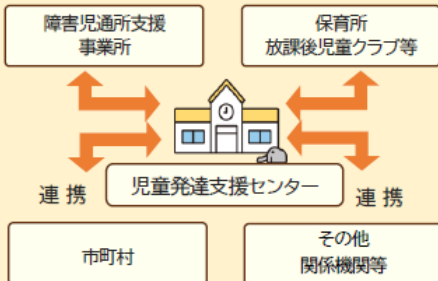 障害児通所支援
事業所
保育所
放課後児童クラブ等
児童発達支援センター
連 携
連 携
市町村
その他
関係機関等